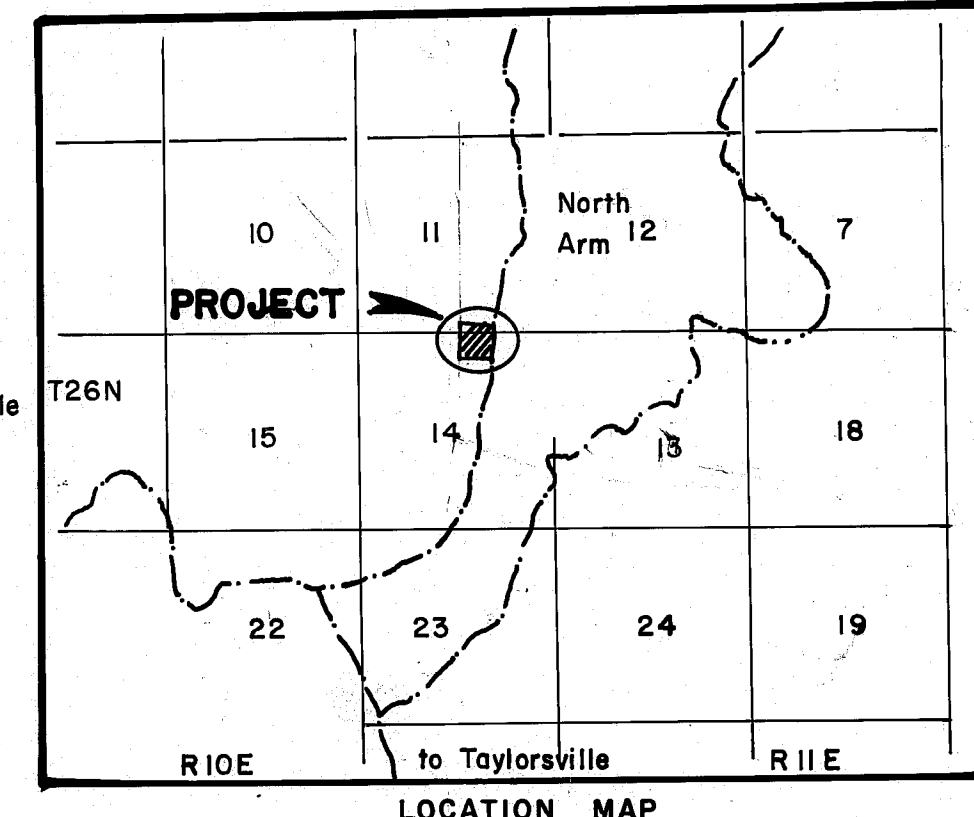 North
10 11 Arm 12 7
PROJECT
T26N
le
15 14 13 18
22 23 24 19
R10E to Taylorsville R11E
LOCATION MAP